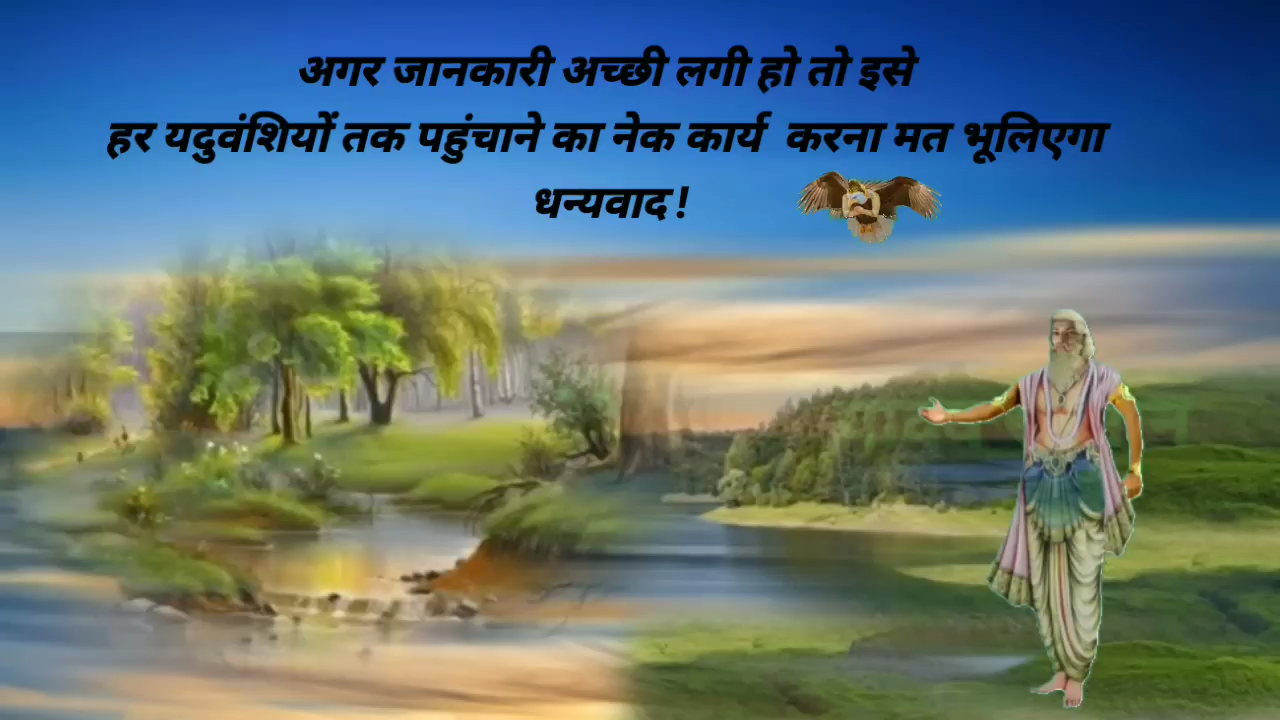 अगर जानकारी अच्छी लगी हो तो इसे
हर यदुवंशियों तक पहुंचाने का नेक कार्य करना मत भूलिएगा
धन्यवाद!